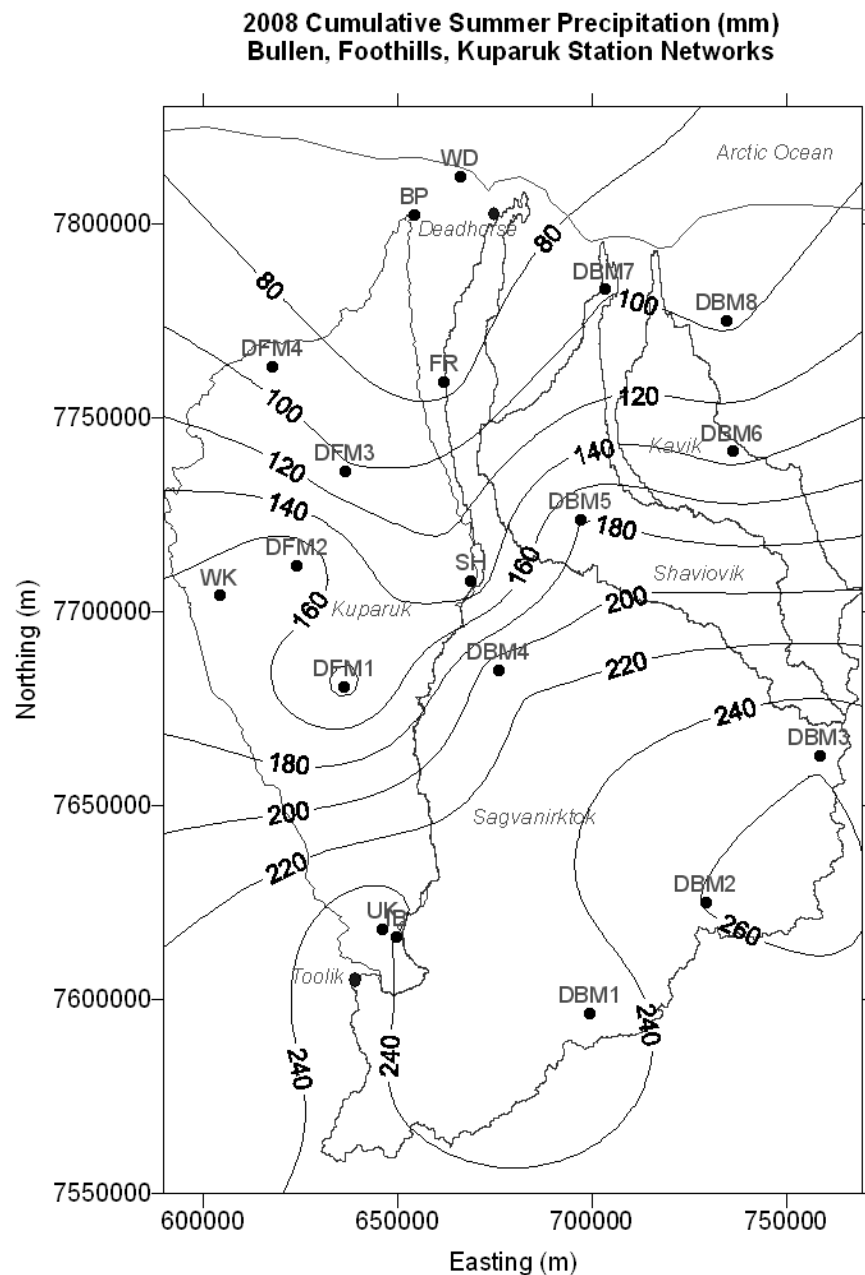 2008 Cumulative Summer Precipitation (mm)
Bullen, Foothills, Kuparuk Station Networks
Arctic Ocean
WD
BP
7800000
Deadhorse
80
DBM7
80
100
DBM8
DFM4
FR
100
120
7750000
DBM6
DFM3
140
Kavik
120
DBM5
140
180
DFM2
SH
160
WK
Shaviovik
160
Kuparuk
200
7700000
DFM1
DBM4
220
240
DBM3
180
7650000
200
Sagvanirktok
220
DBM2
UK
IB
260
Toolik
7600000
DBM1
240
240
240
7550000
600000
650000
700000
750000
Northing (m)
Easting (m)